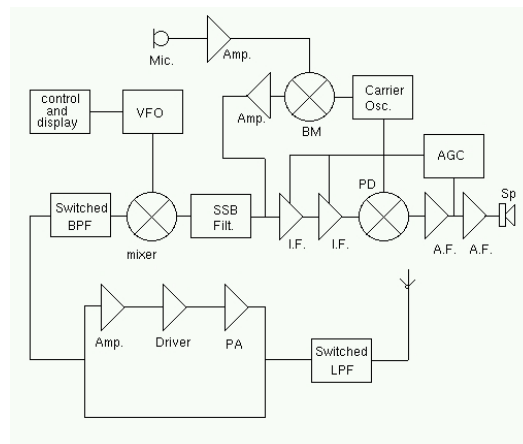 Mic.
Amp.
control
and
display
VFO
Amp.
BM
Carrier
Osc.
AGC
PD
Sp
Switched
BPF
mixer
SSB
Filt.
I.F.
I.F.
A.F.
A.F.
Amp.
Driver
PA
Switched
LPF